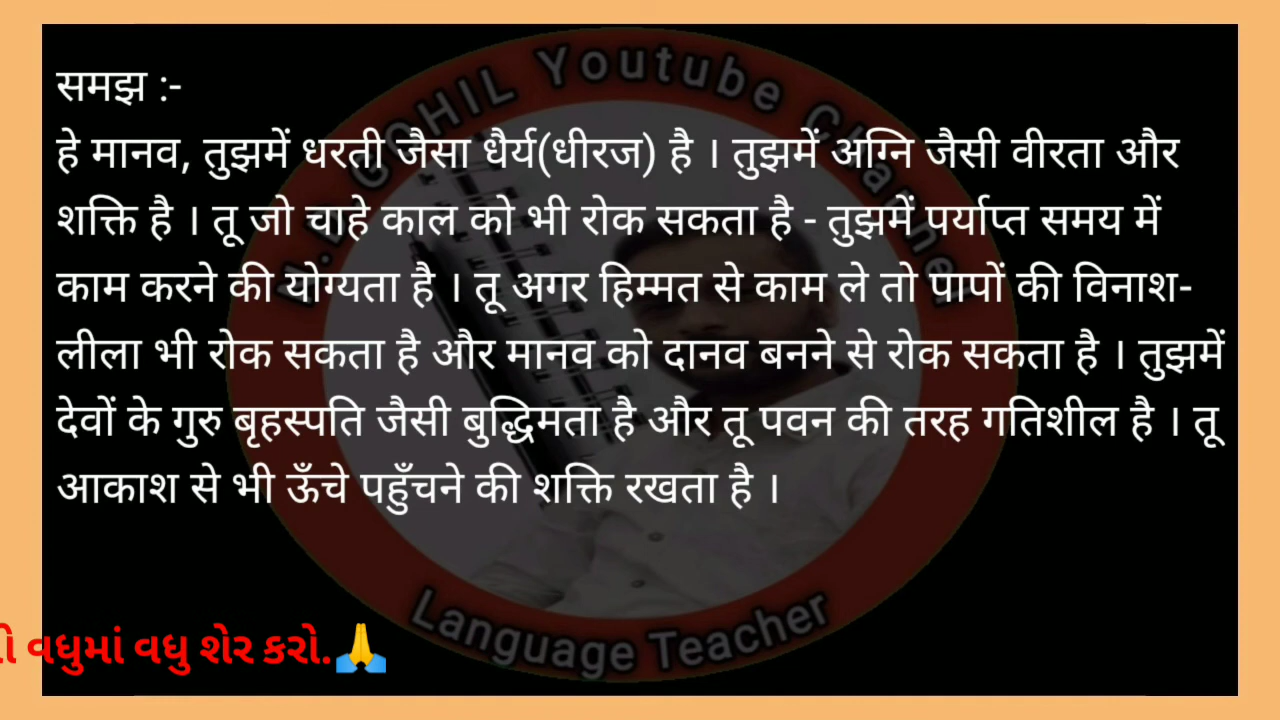 समझ :-
हे मानव, तुझमें धरती जैसा धैर्य(धीरज) है । तुझमें अग्नि जैसी वीरता और
शक्ति है । तू जो चाहे काल को भी रोक सकता है - तुझमें पर्याप्त समय में
काम करने की योग्यता है । तू अगर हिम्मत से काम ले तो पापों की विनाश-
लीला भी रोक सकता है और मानव को दानव बनने से रोक सकता है । तुझमें
देवों के गुरु बृहस्पति जैसी बुद्धिमता है और तू पवन की तरह गतिशील है । तू
आकाश से भी ऊँचे पहुँचने की शक्ति रखता है ।
GOHIL Youtube Channel
Language Teacher
વધુમાં વધુ શેર કરો.🙏